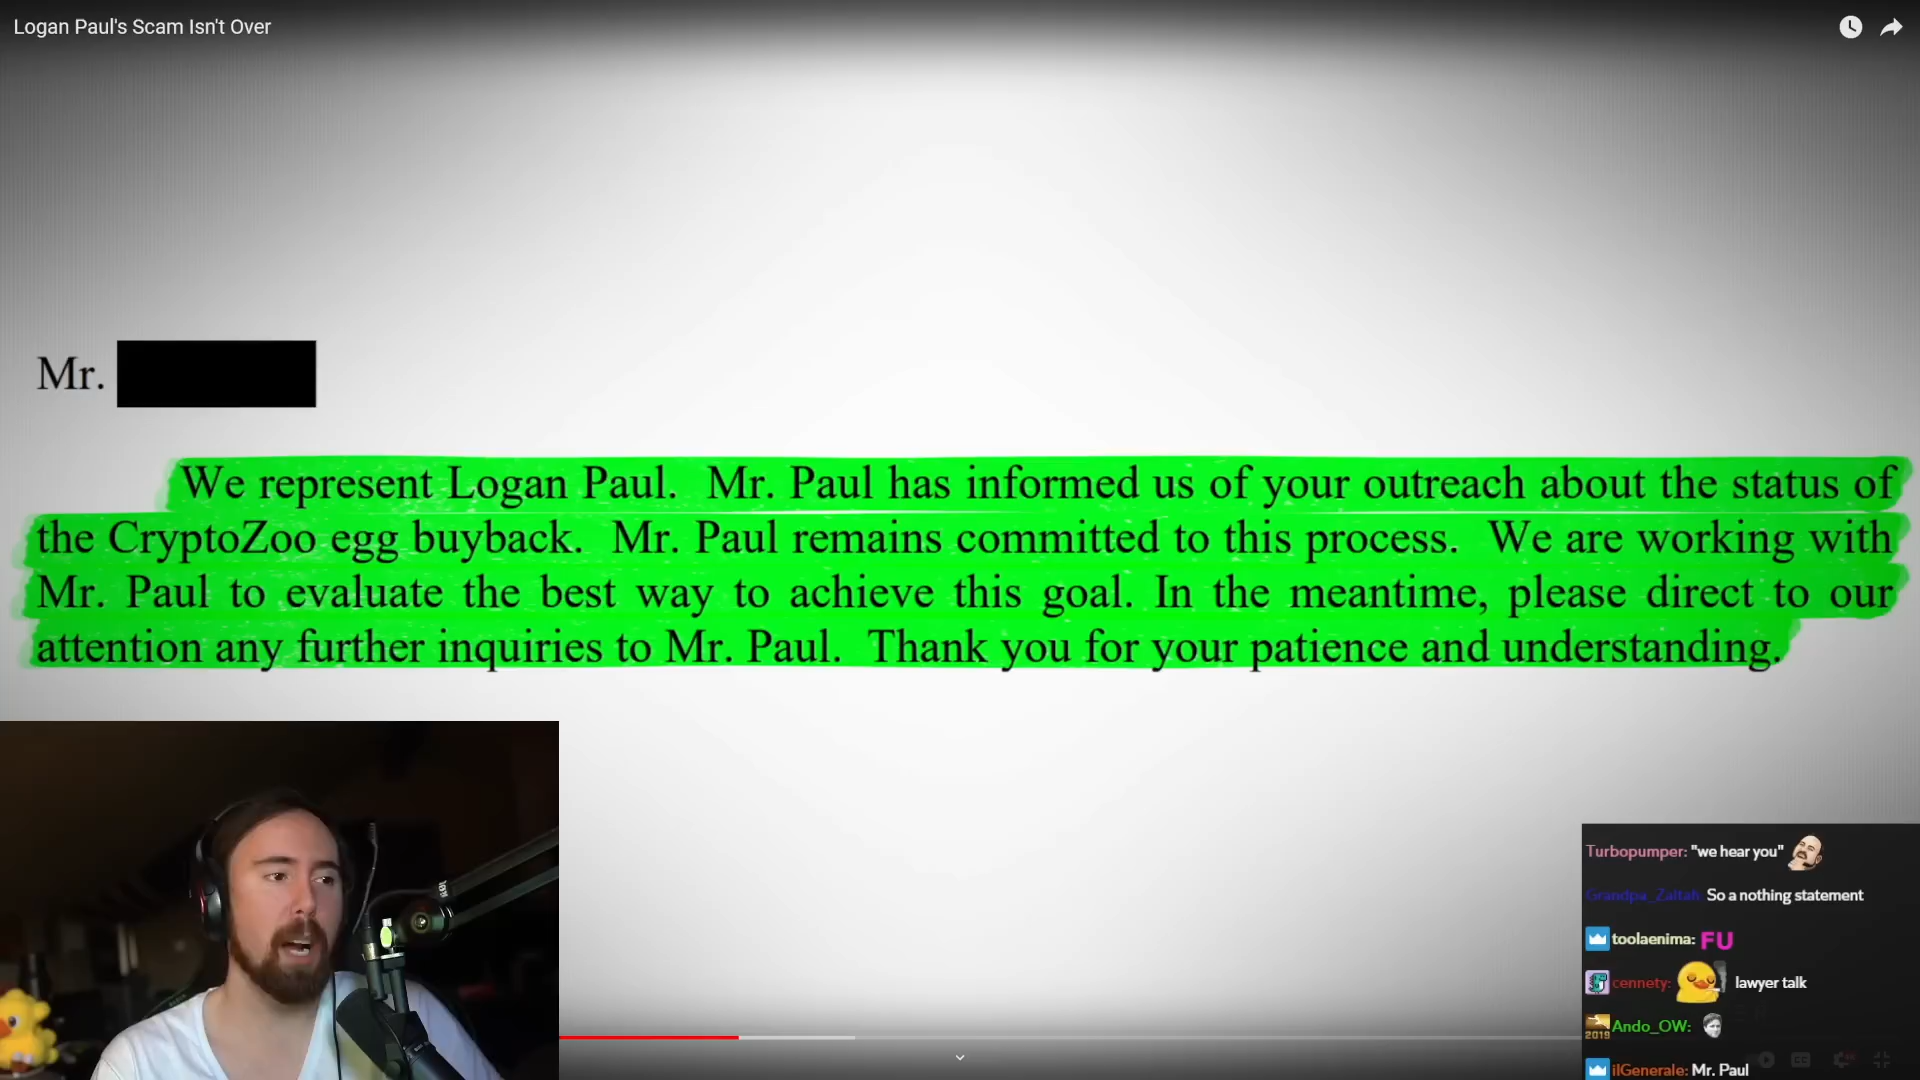 Logan Paul's Scam Isn't Over
Mr.
We represent Logan Paul. Mr. Paul has informed us of your outreach about the status of
the CryptoZoo egg buyback. Mr. Paul remains committed to this process. We are working with
Mr. Paul to evaluate the best way to achieve this goal. In the meantime, please direct to our
attention any further inquiries to Mr. Paul. Thank you for your patience and understanding.
Turbopumper: "we hear you"
Grandpa_Zaltah So a nothing statement
toolaenima: FU
cennety: lawyer talk
2019 Ando_OW:
ilGenerale: Mr. Paul